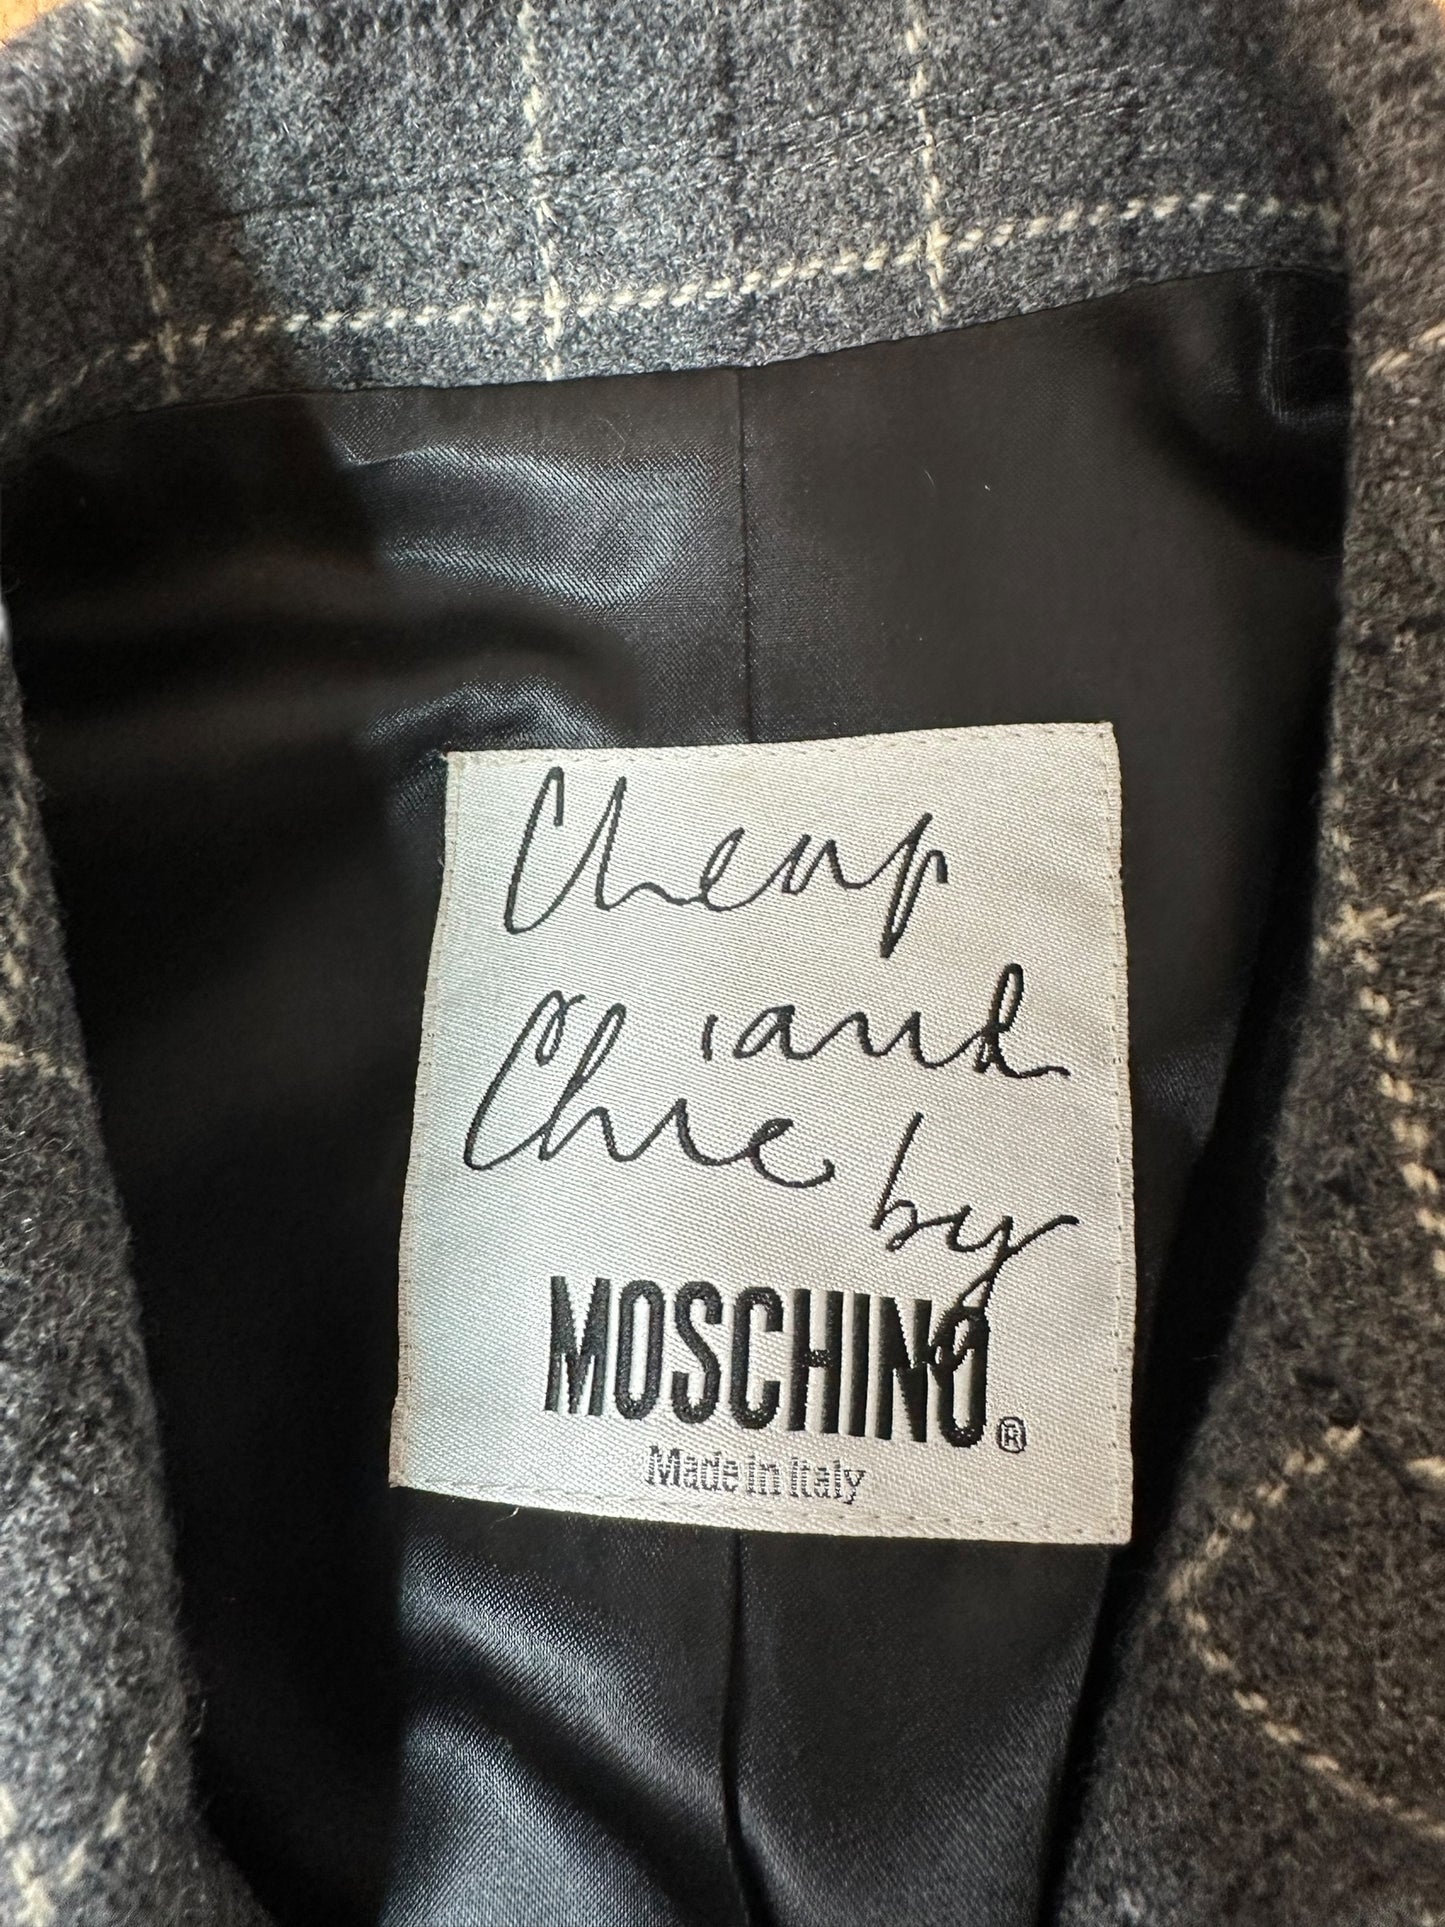 Cheap
and
Chic by
MOSCHINO®
Made in Italy